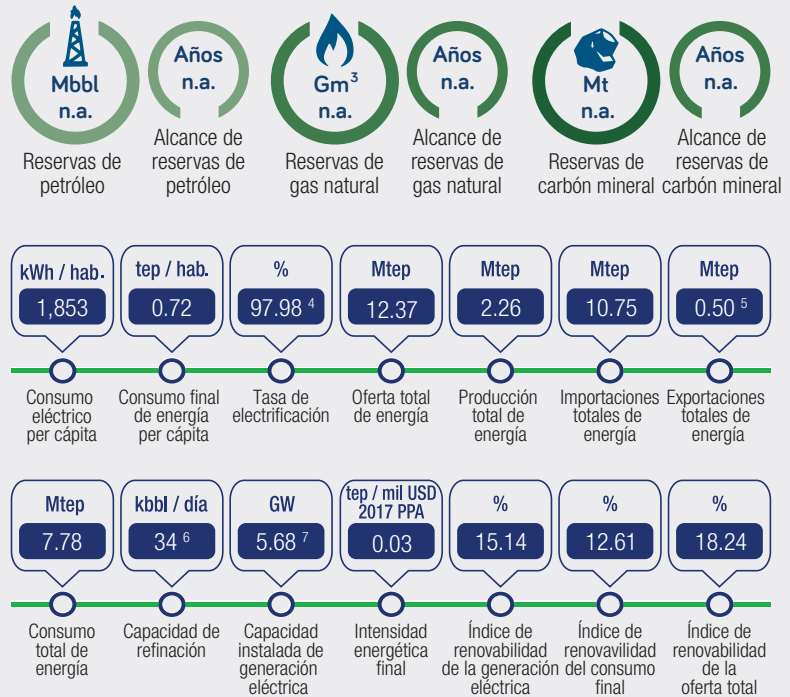 Mbbl
n.a.
Reservas de
petróleo
Años
n.a.
Alcance de
reservas de
petróleo
Gm³
n.a.
Reservas de
gas natural
Años
n.a.
Alcance de
reservas de
gas natural
Mt
n.a.
Reservas de
carbón mineral
Años
n.a.
Alcance de
reservas de
carbón mineral
kWh / hab.
1,853
Consumo
eléctrico
per cápita
tep / hab.
0.72
Consumo final
de energía
per cápita
%
97.98 ⁴
Tasa de
electrificación
Mtep
12.37
Oferta total
de energía
Mtep
2.26
Producción
total de
energía
Mtep
10.75
Importaciones
totales de
energía
Mtep
0.50 ⁵
Exportaciones
totales de
energía
Mtep
7.78
Consumo
total de
energía
kbbl / día
34 ⁶
Capacidad de
refinación
GW
5.68 ⁷
Capacidad
instalada de
generación
eléctrica
tep / mil USD
2017 PPA
0.03
Intensidad
energética
final
%
15.14
Índice de
renovabilidad
de la generación
eléctrica
%
12.61
Índice de
renovavilidad
del consumo
final
%
18.24
Índice de
renovabilidad
de la
oferta total